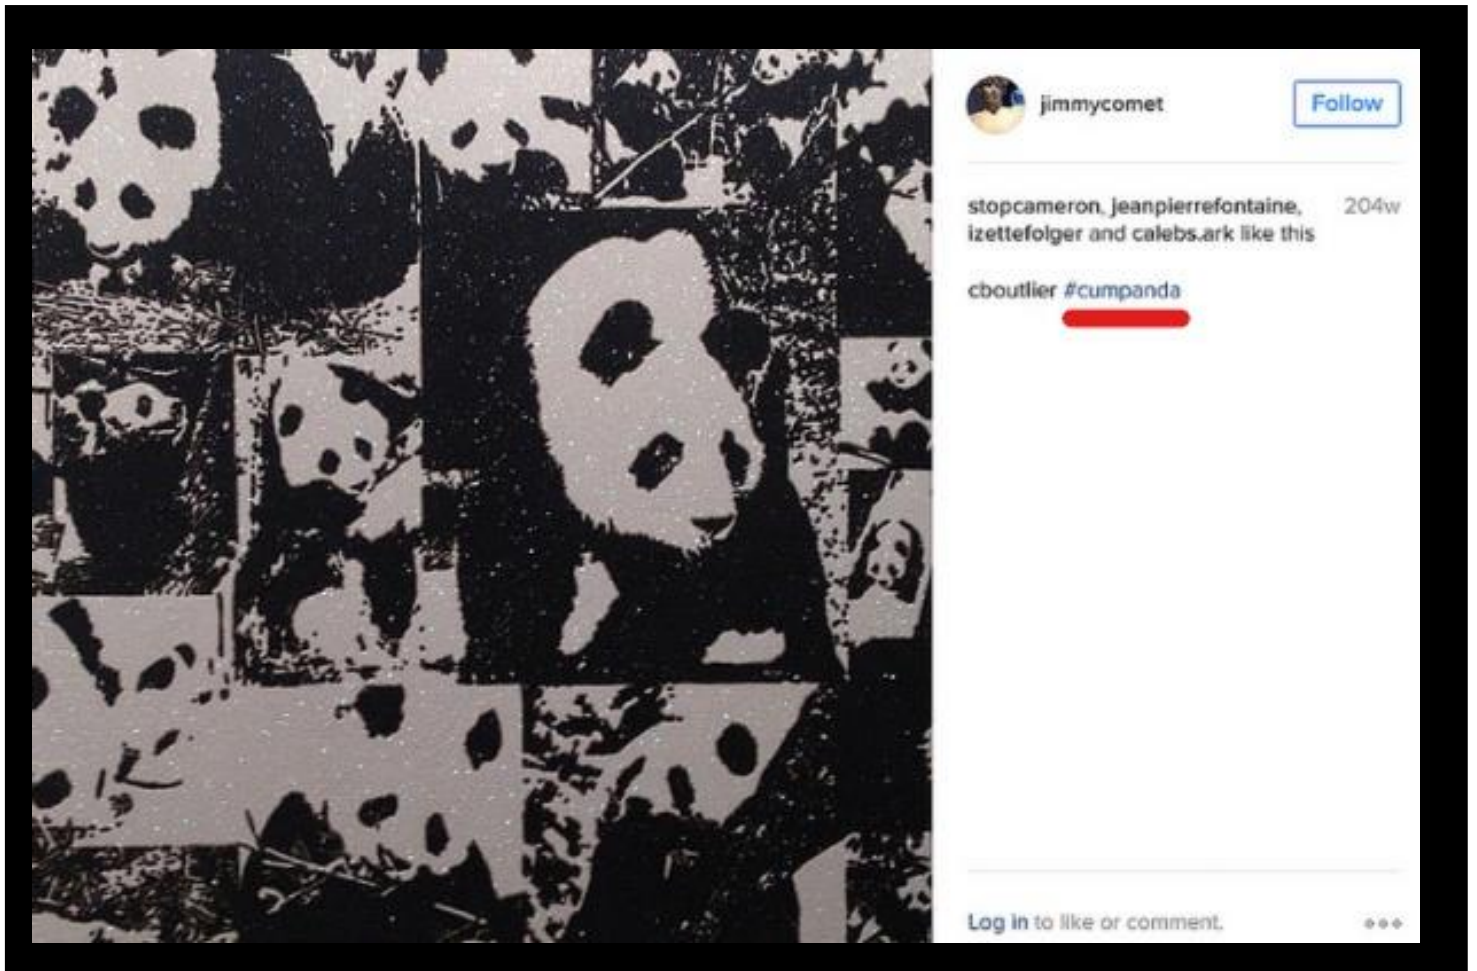 jimmycomet
Follow
stopcameron, jeanpierrefontaine, 204w
izettefolger and calebs.ark like this
cboutlier #cumpanda
Log in to like or comment.